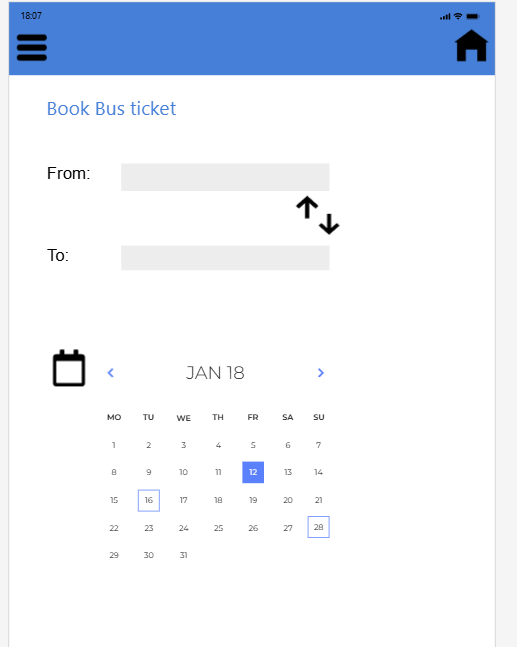 18:07
Book Bus ticket
From:
To:
JAN 18
MO TU WE TH FR SA SU
1 2 3 4 5 6 7
8 9 10 11 12 13 14
15 16 17 18 19 20 21
22 23 24 25 26 27 28
29 30 31